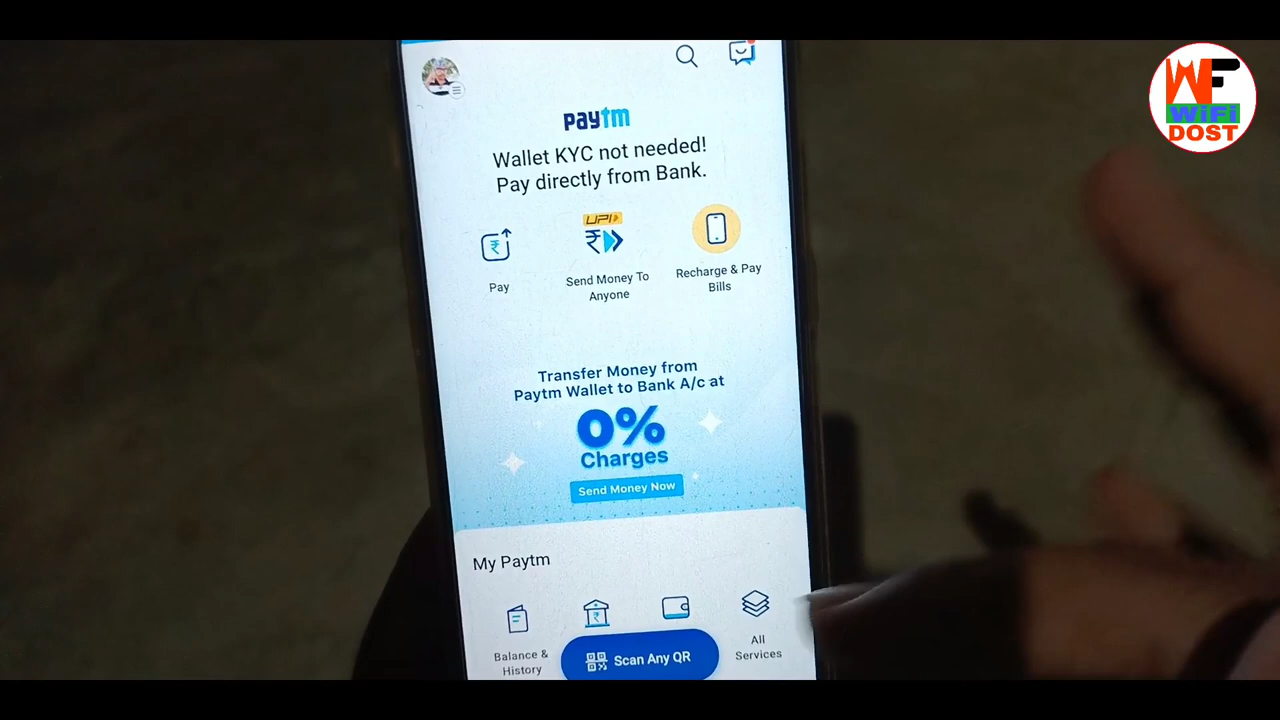 WF
WiFi
DOST
paytm
Wallet KYC not needed!
Pay directly from Bank.
UPI
Pay
Send Money To
Anyone
Recharge & Pay
Bills
Transfer Money from
Paytm Wallet to Bank A/c at
0%
Charges
Send Money Now
My Paytm
Balance &
History
Scan Any QR
All
Services